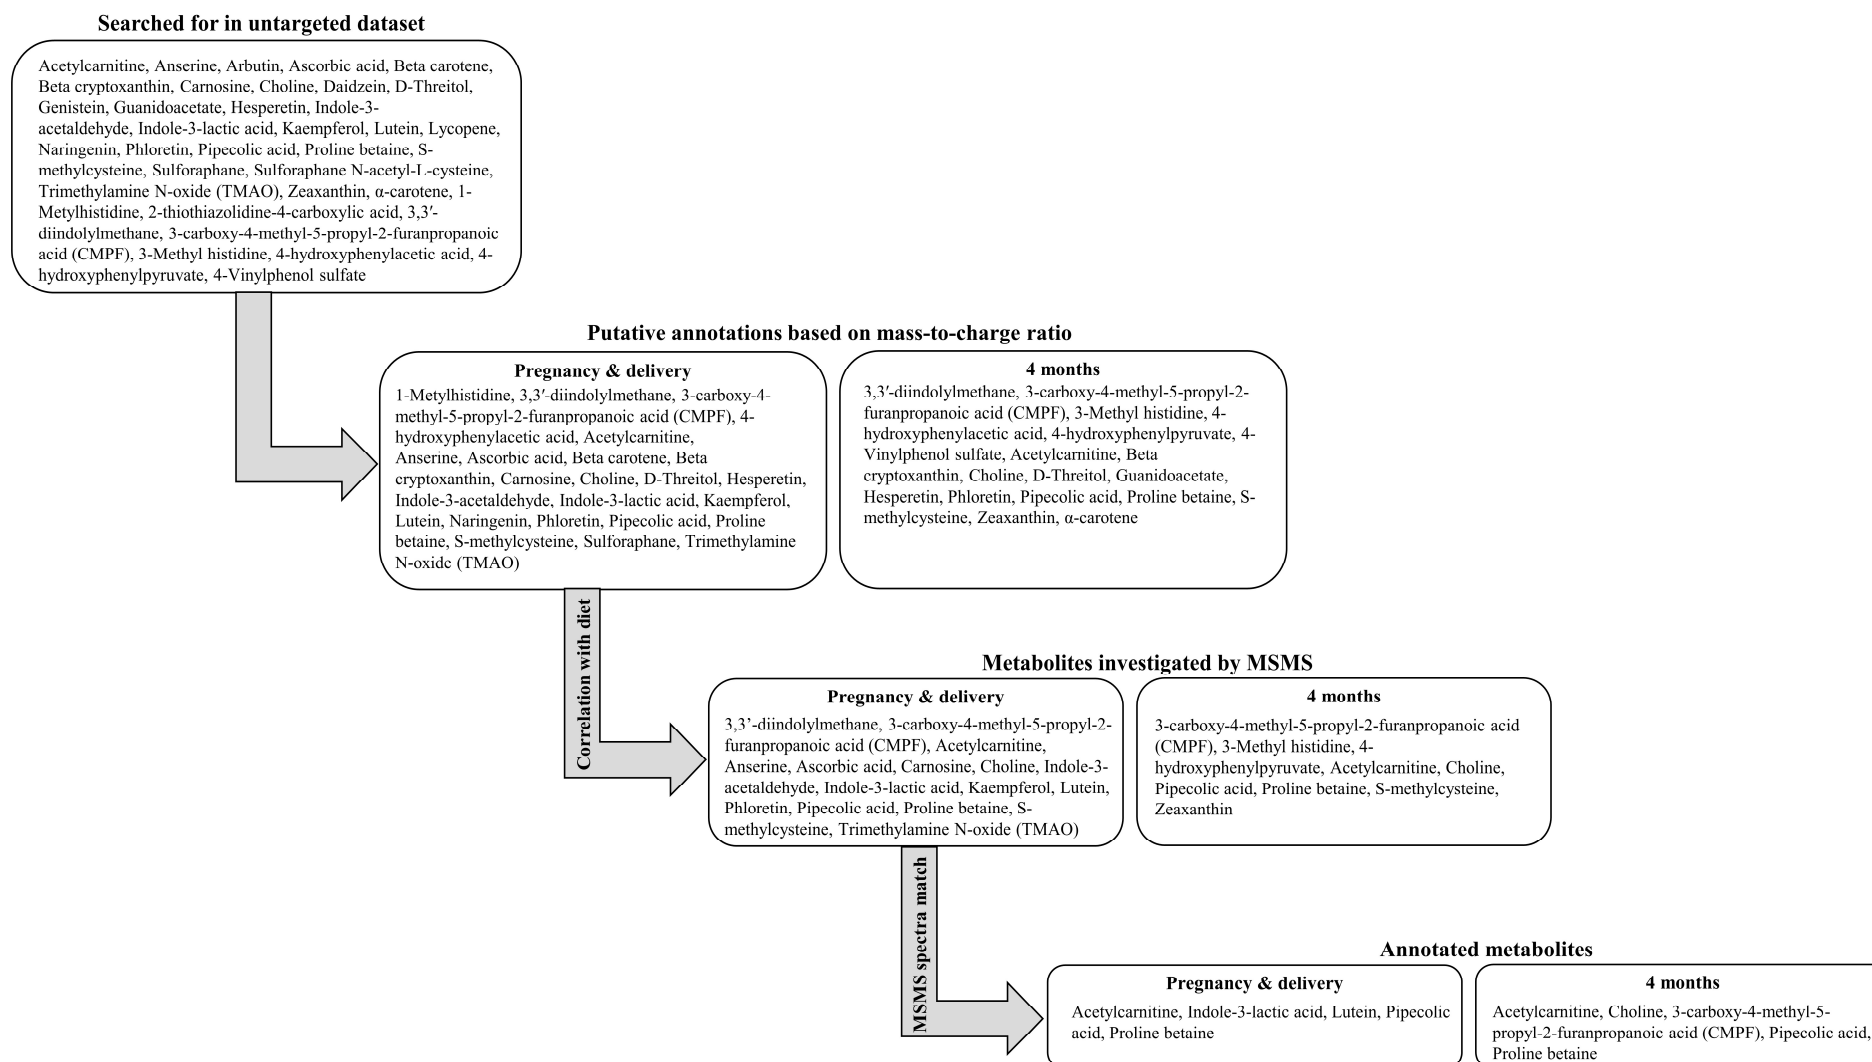 Searched for in untargeted dataset
Acetylcarnitine, Anserine, Arbutin, Ascorbic acid, Beta carotene,
Beta cryptoxanthin, Carnosine, Choline, Daidzein, D-Threitol,
Genistein, Guanidoacetate, Hesperetin, Indole-3-
acetaldehyde, Indole-3-lactic acid, Kaempferol, Lutein, Lycopene,
Naringenin, Phloretin, Pipecolic acid, Proline betaine, S-
methylcysteine, Sulforaphane, Sulforaphane N-acetyl-L-cysteine,
Trimethylamine N-oxide (TMAO), Zeaxanthin, α-carotene, 1-
Metylhistidine, 2-thiothiazolidine-4-carboxylic acid, 3,3′-
diindolylmethane, 3-carboxy-4-methyl-5-propyl-2-furanpropanoic
acid (CMPF), 3-Methyl histidine, 4-hydroxyphenylacetic acid, 4-
hydroxyphenylpyruvate, 4-Vinylphenol sulfate
Putative annotations based on mass-to-charge ratio
Pregnancy & delivery
1-Metylhistidine, 3,3′-diindolylmethane, 3-carboxy-4-
methyl-5-propyl-2-furanpropanoic acid (CMPF), 4-
hydroxyphenylacetic acid, Acetylcarnitine,
Anserine, Ascorbic acid, Beta carotene, Beta
cryptoxanthin, Carnosine, Choline, D-Threitol, Hesperetin,
Indole-3-acetaldehyde, Indole-3-lactic acid, Kaempferol,
Lutein, Naringenin, Phloretin, Pipecolic acid, Proline
betaine, S-methylcysteine, Sulforaphane, Trimethylamine
N-oxide (TMAO)
4 months
3,3′-diindolylmethane, 3-carboxy-4-methyl-5-propyl-2-
furanpropanoic acid (CMPF), 3-Methyl histidine, 4-
hydroxyphenylacetic acid, 4-hydroxyphenylpyruvate, 4-
Vinylphenol sulfate, Acetylcarnitine, Beta
cryptoxanthin, Choline, D-Threitol, Guanidoacetate,
Hesperetin, Phloretin, Pipecolic acid, Proline betaine, S-
methylcysteine, Zeaxanthin, α-carotene
Correlation with diet
Metabolites investigated by MSMS
Pregnancy & delivery
3,3’-diindolylmethane, 3-carboxy-4-methyl-5-propyl-2-
furanpropanoic acid (CMPF), Acetylcarnitine,
Anserine, Ascorbic acid, Carnosine, Choline, Indole-3-
acetaldehyde, Indole-3-lactic acid, Kaempferol, Lutein,
Phloretin, Pipecolic acid, Proline betaine, S-
methylcysteine, Trimethylamine N-oxide (TMAO)
4 months
3-carboxy-4-methyl-5-propyl-2-furanpropanoic acid
(CMPF), 3-Methyl histidine, 4-
hydroxyphenylpyruvate, Acetylcarnitine, Choline,
Pipecolic acid, Proline betaine, S-methylcysteine,
Zeaxanthin
MSMS spectra match
Annotated metabolites
Pregnancy & delivery
Acetylcarnitine, Indole-3-lactic acid, Lutein, Pipecolic
acid, Proline betaine
4 months
Acetylcarnitine, Choline, 3-carboxy-4-methyl-5-
propyl-2-furanpropanoic acid (CMPF), Pipecolic acid,
Proline betaine